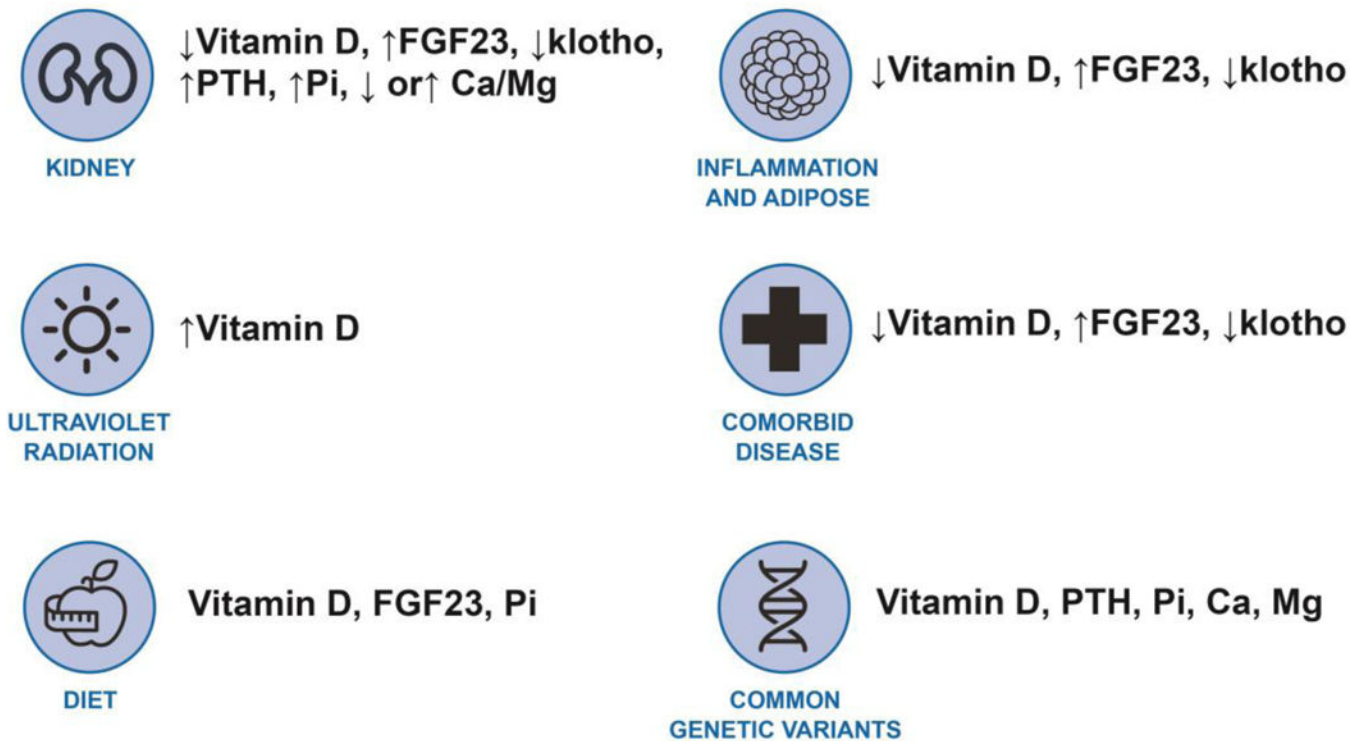 ↓Vitamin D, ↑FGF23, ↓klotho,
↑PTH, ↑Pi, ↓ or↑ Ca/Mg
KIDNEY
↓Vitamin D, ↑FGF23, ↓klotho
INFLAMMATION
AND ADIPOSE
↑Vitamin D
ULTRAVIOLET
RADIATION
↓Vitamin D, ↑FGF23, ↓klotho
COMORBID
DISEASE
Vitamin D, FGF23, Pi
DIET
Vitamin D, PTH, Pi, Ca, Mg
COMMON
GENETIC VARIANTS